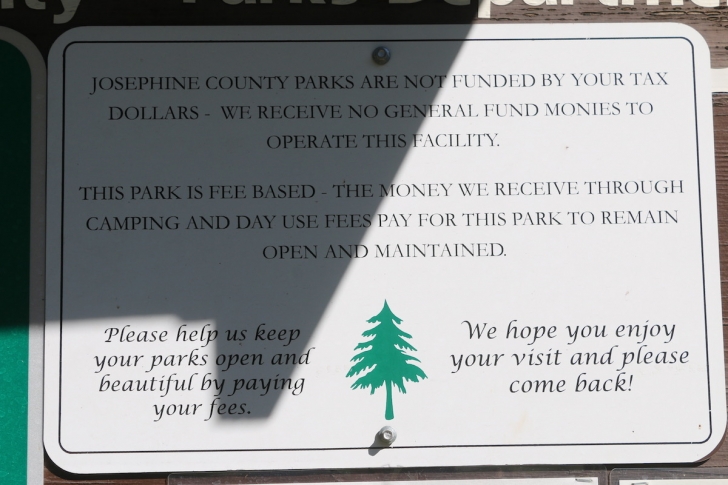 Parks Department
JOSEPHINE COUNTY PARKS ARE NOT FUNDED BY YOUR TAX
DOLLARS - WE RECEIVE NO GENERAL FUND MONIES TO
OPERATE THIS FACILITY.
THIS PARK IS FEE BASED - THE MONEY WE RECEIVE THROUGH
CAMPING AND DAY USE FEES PAY FOR THIS PARK TO REMAIN
OPEN AND MAINTAINED.
Please help us keep
your parks open and
beautiful by paying
your fees.
We hope you enjoy
your visit and please
come back!